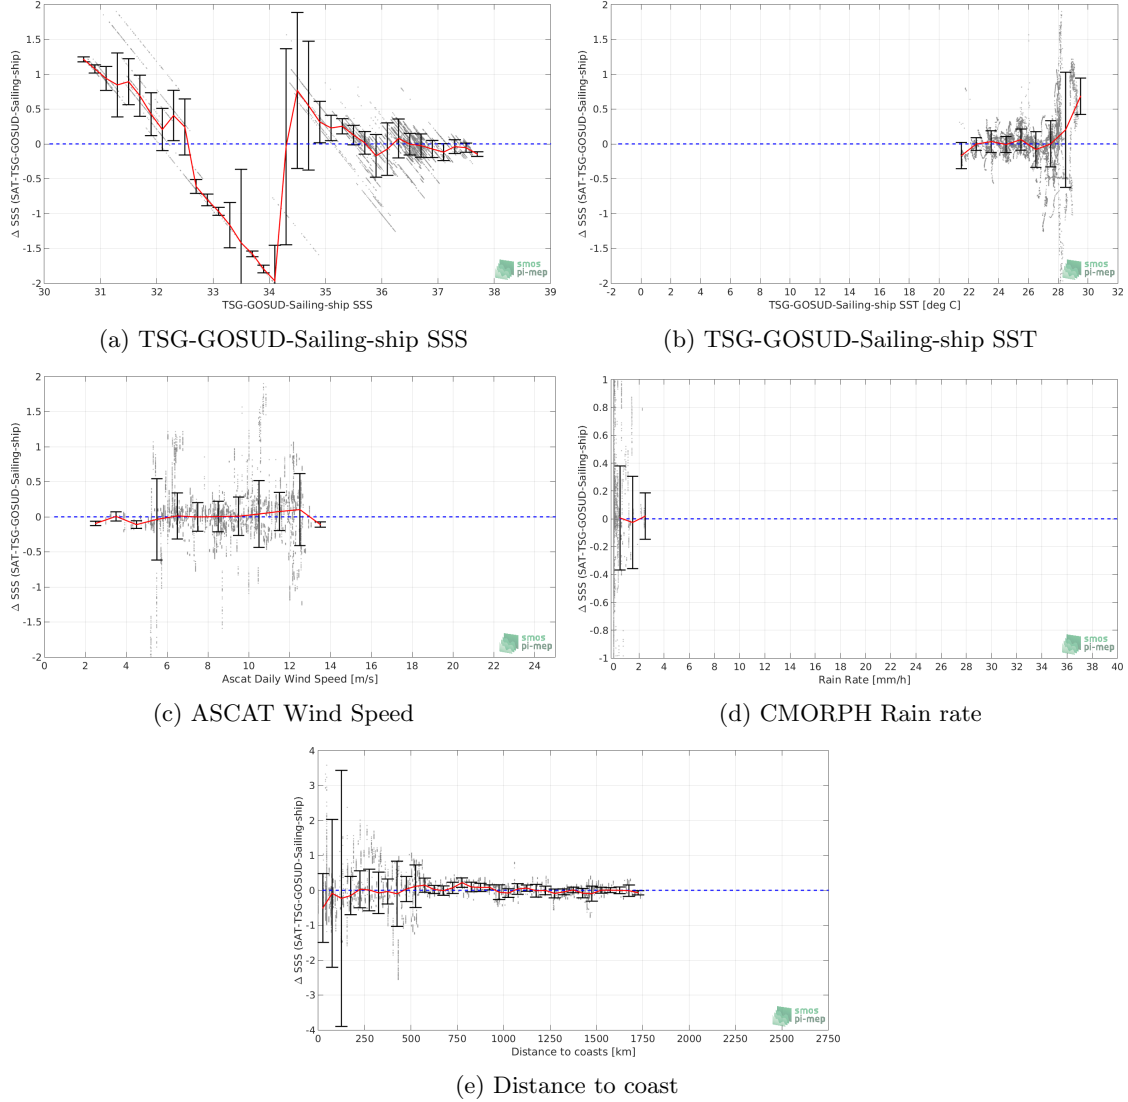 2
1.5
1
0.5
0
-0.5
-1
-1.5
-2
Δ SSS (SAT-TSG-GOSUD-Sailing-ship)
30 31 32 33 34 35 36 37 38 39
TSG-GOSUD-Sailing-ship SSS
smos
pi-mep
(a) TSG-GOSUD-Sailing-ship SSS
2
1.5
1
0.5
0
-0.5
-1
-1.5
-2
Δ SSS (SAT-TSG-GOSUD-Sailing-ship)
-2 0 2 4 6 8 10 12 14 16 18 20 22 24 26 28 30 32
TSG-GOSUD-Sailing-ship SST [deg C]
smos
pi-mep
(b) TSG-GOSUD-Sailing-ship SST
2
1.5
1
0.5
0
-0.5
-1
-1.5
-2
Δ SSS (SAT-TSG-GOSUD-Sailing-ship)
0 2 4 6 8 10 12 14 16 18 20 22 24
Ascat Daily Wind Speed [m/s]
smos
pi-mep
(c) ASCAT Wind Speed
1
0.8
0.6
0.4
0.2
0
-0.2
-0.4
-0.6
-0.8
-1
Δ SSS (SAT-TSG-GOSUD-Sailing-ship)
0 2 4 6 8 10 12 14 16 18 20 22 24 26 28 30 32 34 36 38 40
Rain Rate [mm/h]
smos
pi-mep
(d) CMORPH Rain rate
4
3
2
1
0
-1
-2
-3
-4
Δ SSS (SAT-TSG-GOSUD-Sailing-ship)
0 250 500 750 1000 1250 1500 1750 2000 2250 2500 2750
Distance to coasts [km]
smos
pi-mep
(e) Distance to coast